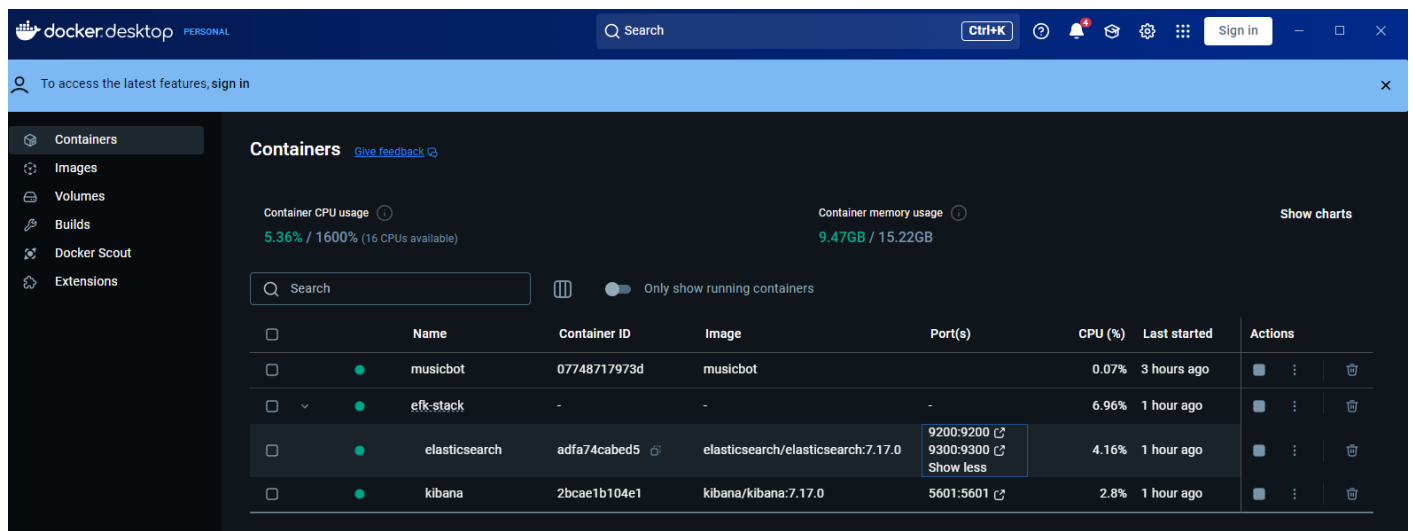 docker.desktop PERSONAL Search Ctrl+K 4 Sign in
To access the latest features, sign in
Containers
Images
Volumes
Builds
Docker Scout
Extensions
Containers Give feedback
Container CPU usage
5.36% / 1600% (16 CPUs available)
Container memory usage
9.47GB / 15.22GB
Show charts
Search Only show running containers
Name Container ID Image Port(s) CPU (%) Last started Actions
musicbot 07748717973d musicbot 0.07% 3 hours ago
efk-stack - - - 6.96% 1 hour ago
elasticsearch adfa74cabed5 elasticsearch/elasticsearch:7.17.0 9200:9200
9300:9300
Show less
4.16% 1 hour ago
kibana 2bcae1b104e1 kibana/kibana:7.17.0 5601:5601 2.8% 1 hour ago